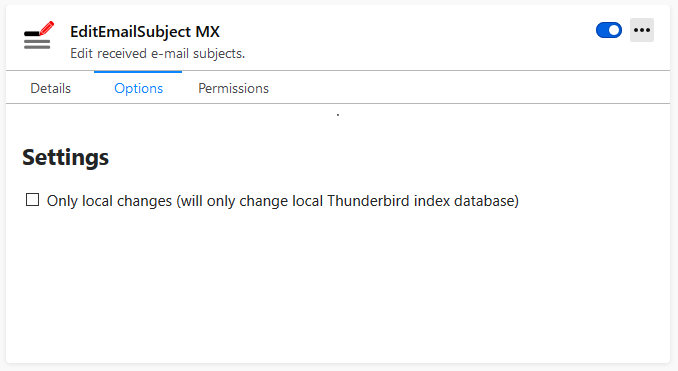 EditEmailSubject MX
Edit received e-mail subjects.
Details Options Permissions
Settings
Only local changes (will only change local Thunderbird index database)